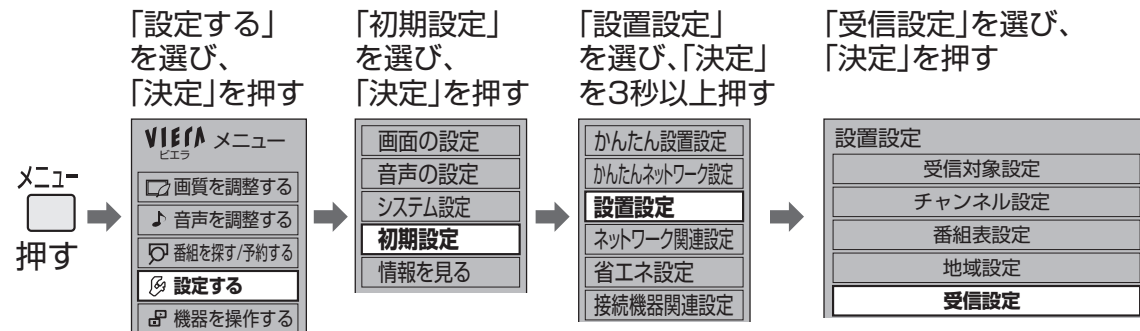 「設定する」
を選び、
「決定」を押す
「初期設定」
を選び、
「決定」を押す
「設置設定」
を選び、「決定」
を3秒以上押す
「受信設定」を選び、
「決定」を押す
メニュー
押す
VIERA メニュー
ビエラ
画質を調整する
音声を調整する
番組を探す/予約する
設定する
機器を操作する
画面の設定
音声の設定
システム設定
初期設定
情報を見る
かんたん設置設定
かんたんネットワーク設定
設置設定
ネットワーク関連設定
省エネ設定
接続機器関連設定
設置設定
受信対象設定
チャンネル設定
番組表設定
地域設定
受信設定